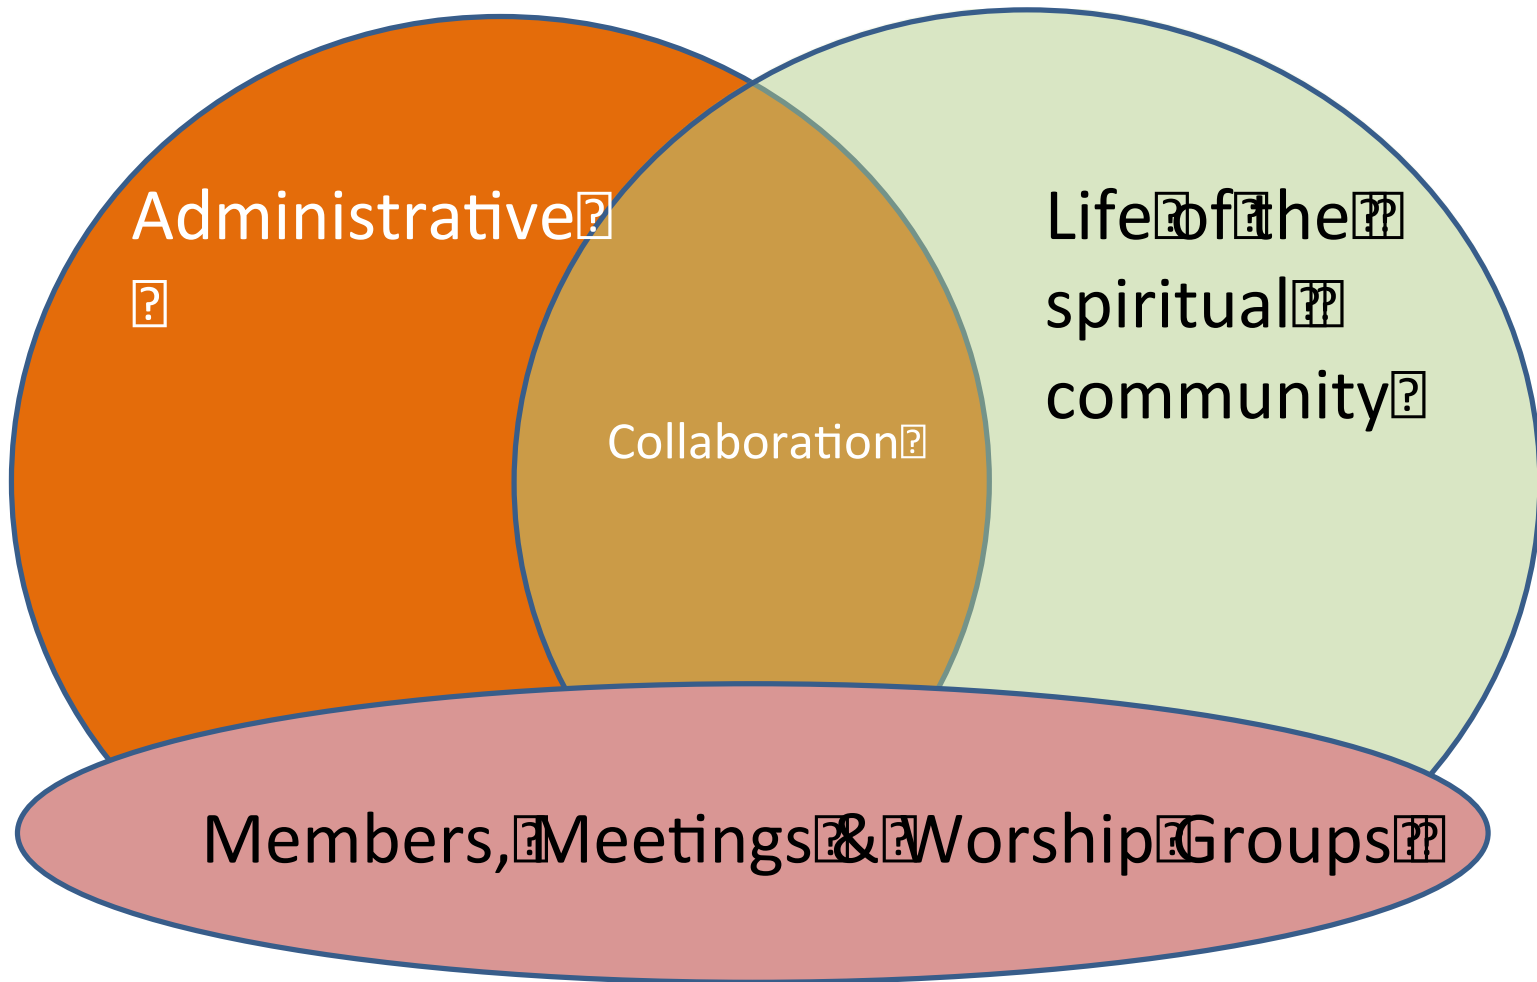 Administrative
Life of the
spiritual
community
Collaboration
Members, Meetings & Worship Groups